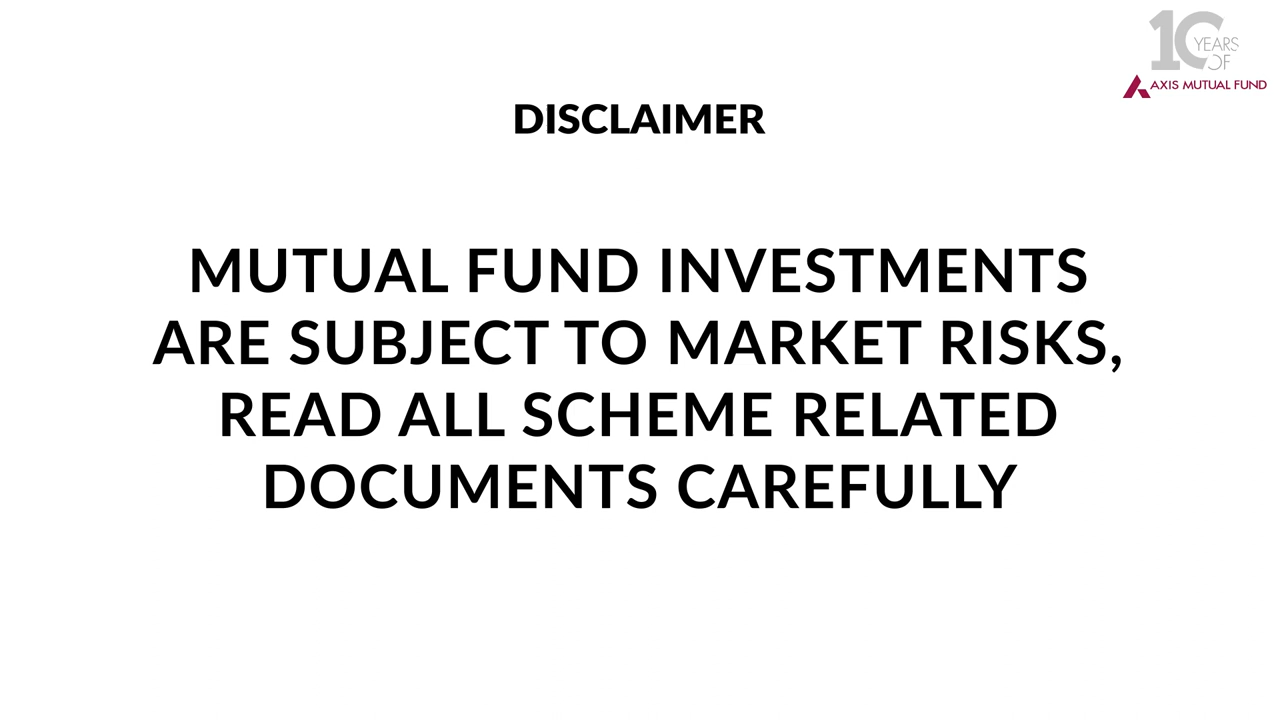 10 YEARS
OF
AXIS MUTUAL FUND
DISCLAIMER
MUTUAL FUND INVESTMENTS
ARE SUBJECT TO MARKET RISKS,
READ ALL SCHEME RELATED
DOCUMENTS CAREFULLY